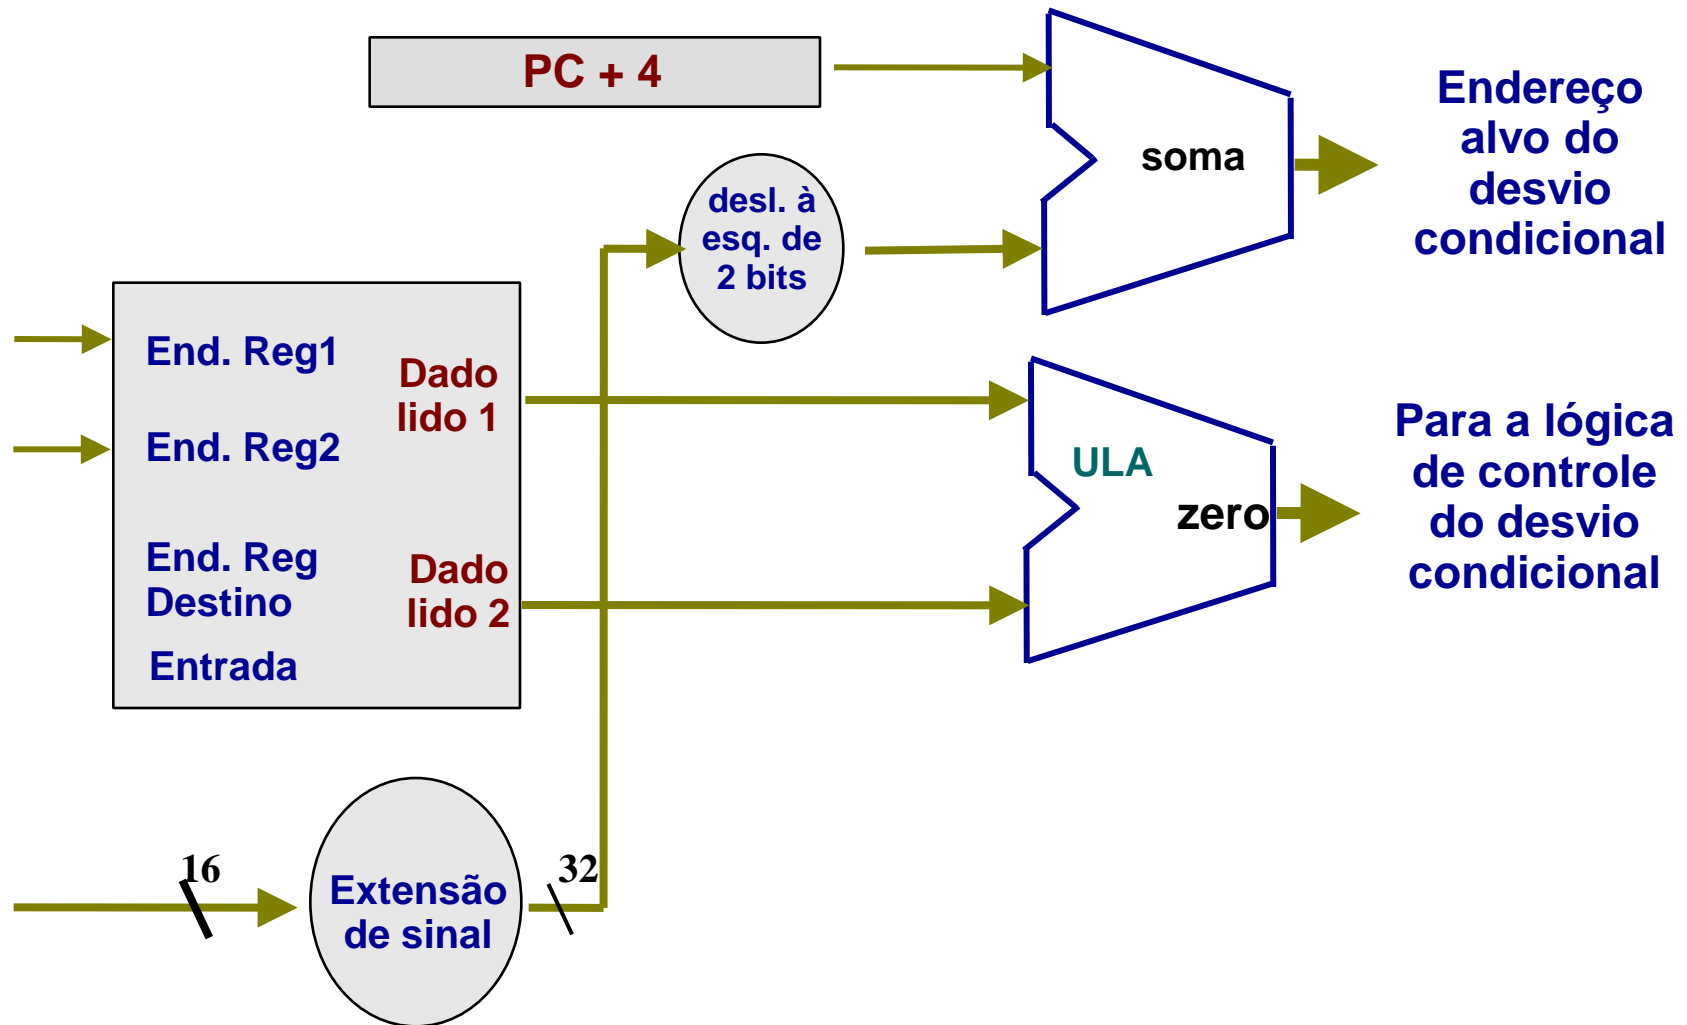 PC + 4
soma
Endereço
alvo do
desvio
condicional
desl. à
esq. de
2 bits
End. Reg1
End. Reg2
End. Reg
Destino
Entrada
Dado
lido 1
Dado
lido 2
ULA
zero
Para a lógica
de controle
do desvio
condicional
16
Extensão
de sinal
32